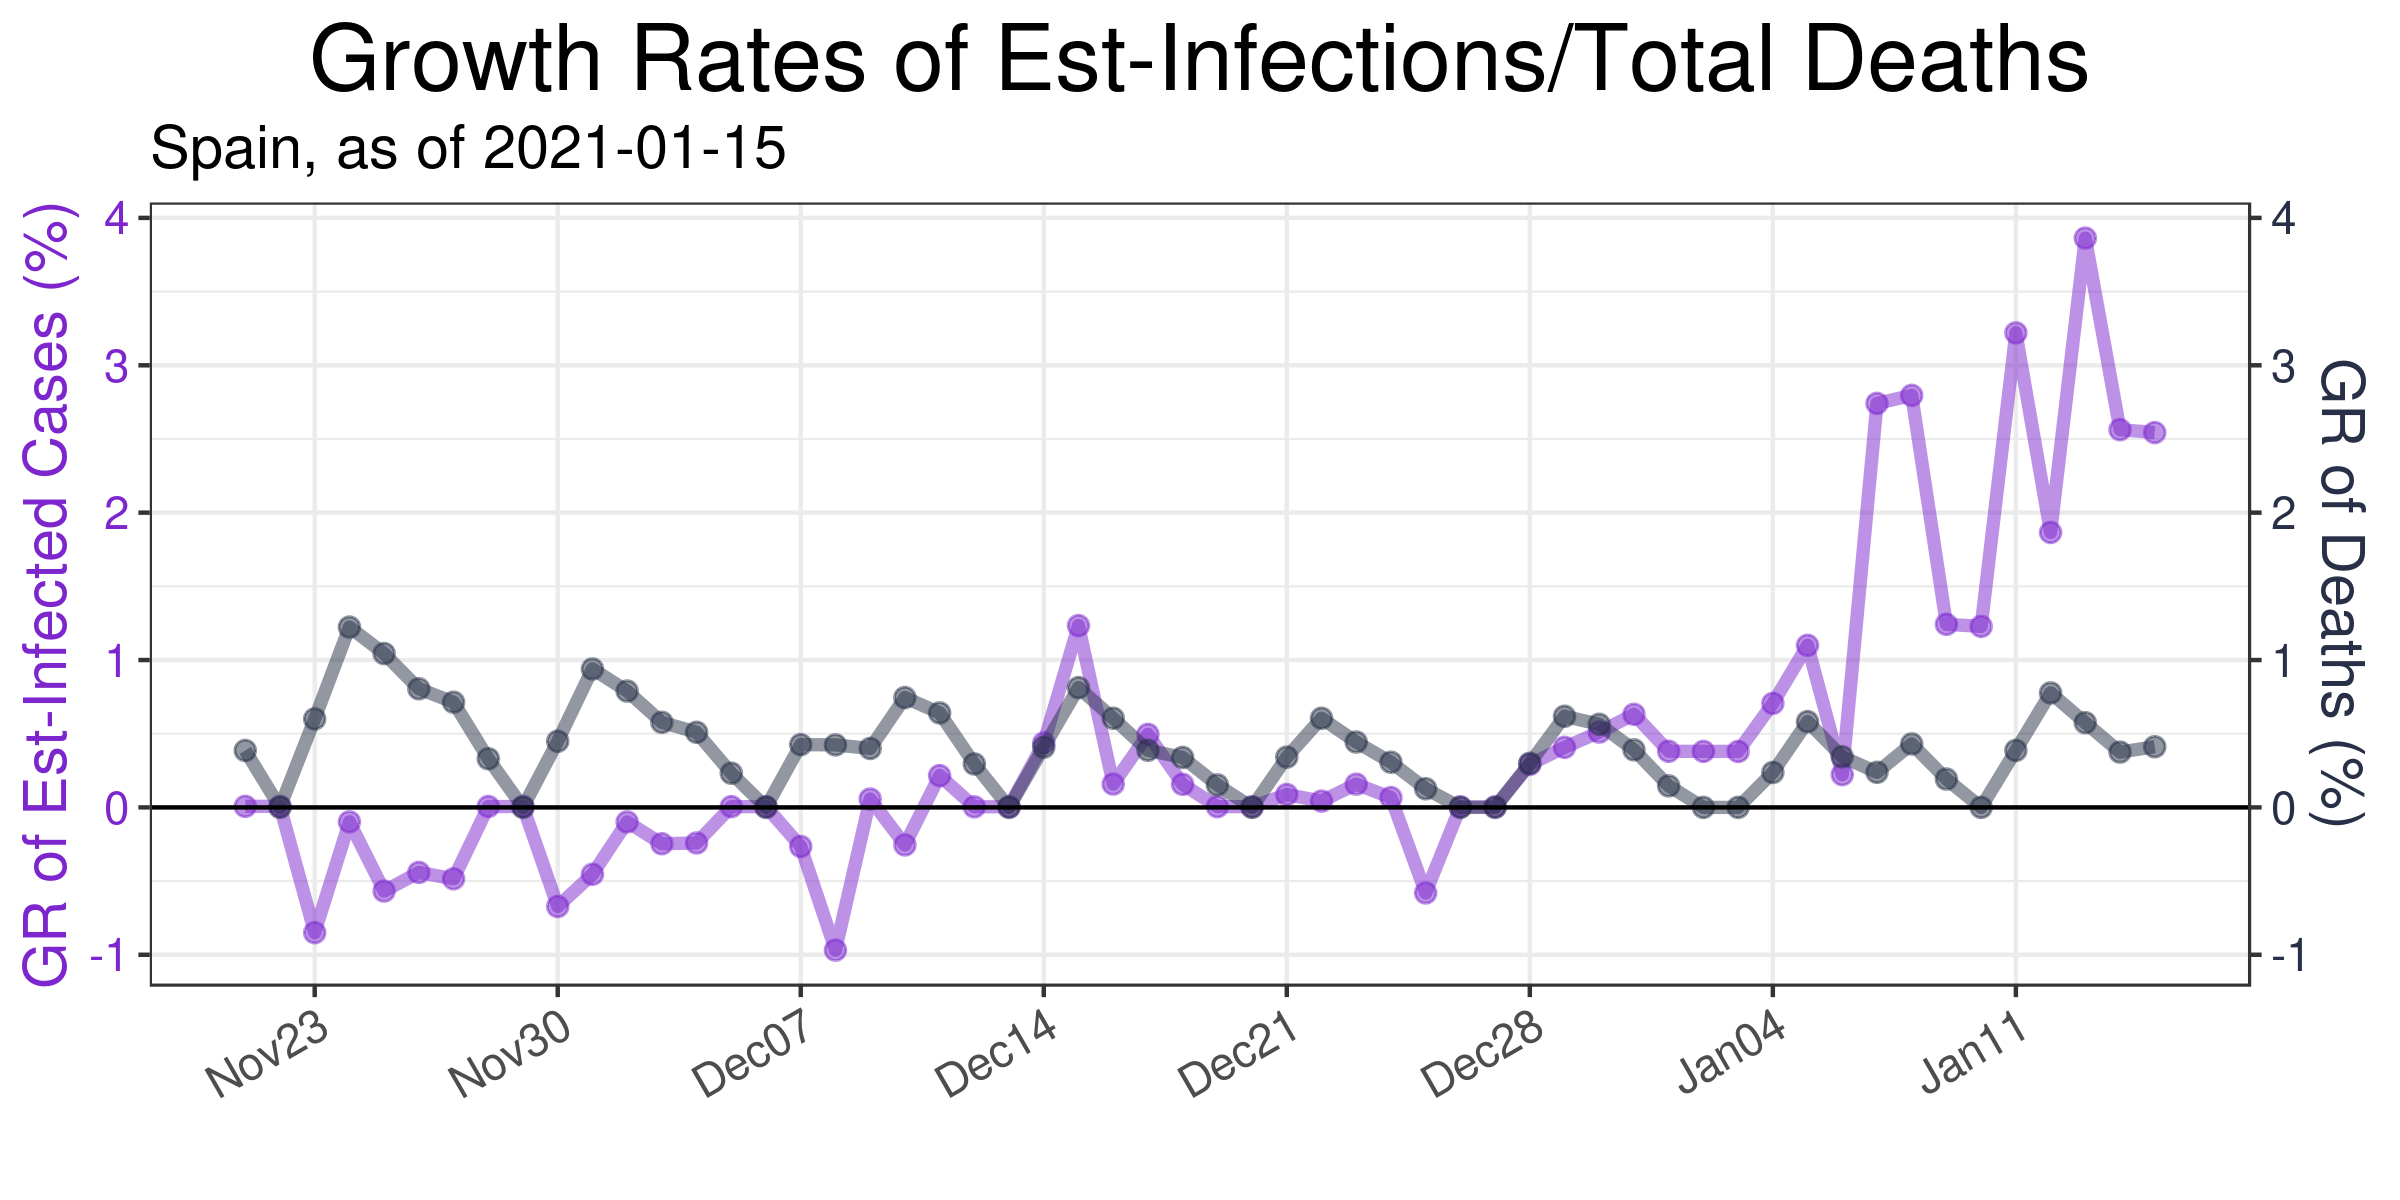 Growth Rates of Est-Infections/Total Deaths
Spain, as of 2021-01-15
GR of Est-Infected Cases (%)
4
3
2
1
0
-1
4
3
2
1
0
-1
GR of Deaths (%)
Nov23
Nov30
Dec07
Dec14
Dec21
Dec28
Jan04
Jan11